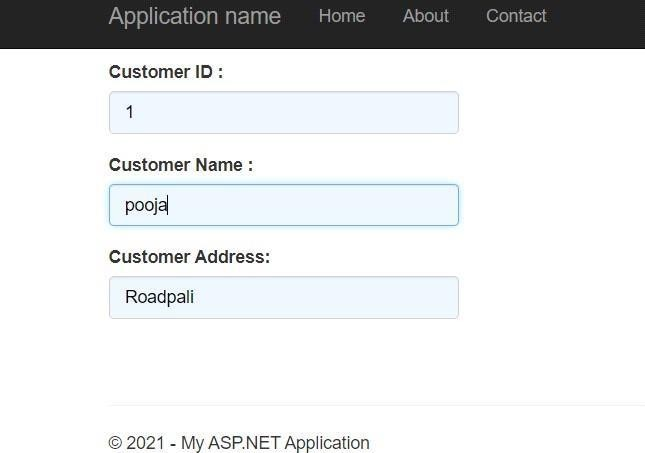 Application name Home About Contact
Customer ID :
1
Customer Name :
pooja
Customer Address:
Roadpali
© 2021 - My ASP.NET Application